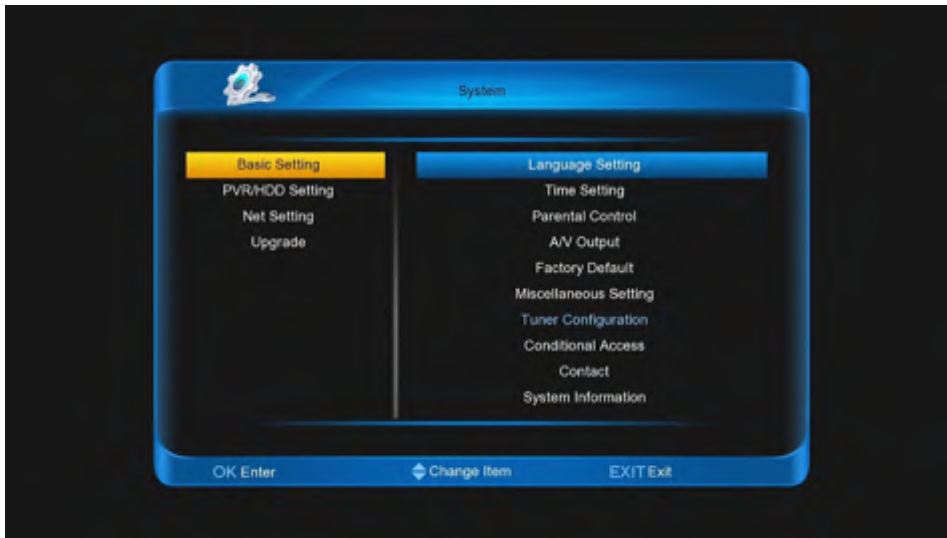 System
Basic Setting
PVR/HDD Setting
Net Setting
Upgrade
Language Setting
Time Setting
Parental Control
A/V Output
Factory Default
Miscellaneous Setting
Tuner Configuration
Conditional Access
Contact
System Information
OK Enter
Change Item
EXIT Exit